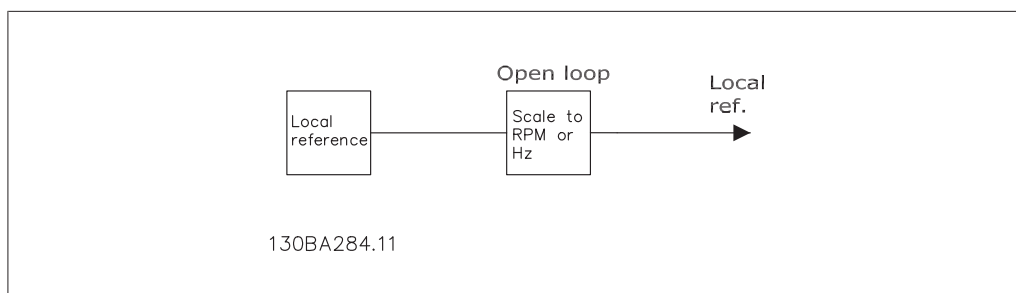 Open loop
Local
ref.
Local
reference
Scale to
RPM or
Hz
130BA284.11